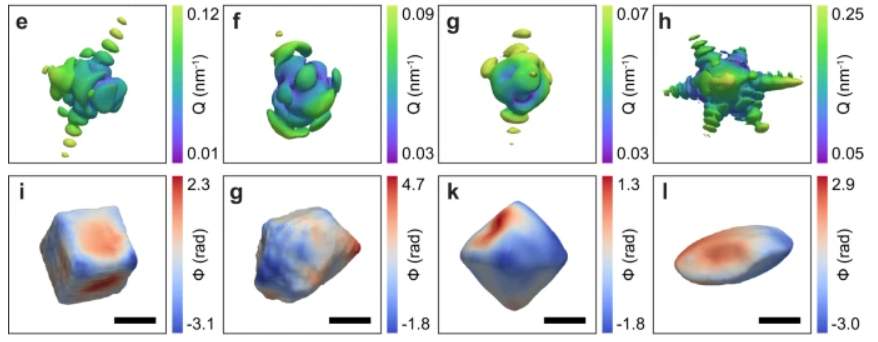 e
0.12
Q (nm⁻¹)
0.01
f
0.09
Q (nm⁻¹)
0.03
g
0.07
Q (nm⁻¹)
0.03
h
0.25
Q (nm⁻¹)
0.05
i
2.3
Φ (rad)
-3.1
g
4.7
Φ (rad)
-1.8
k
1.3
Φ (rad)
-1.8
l
2.9
Φ (rad)
-3.0